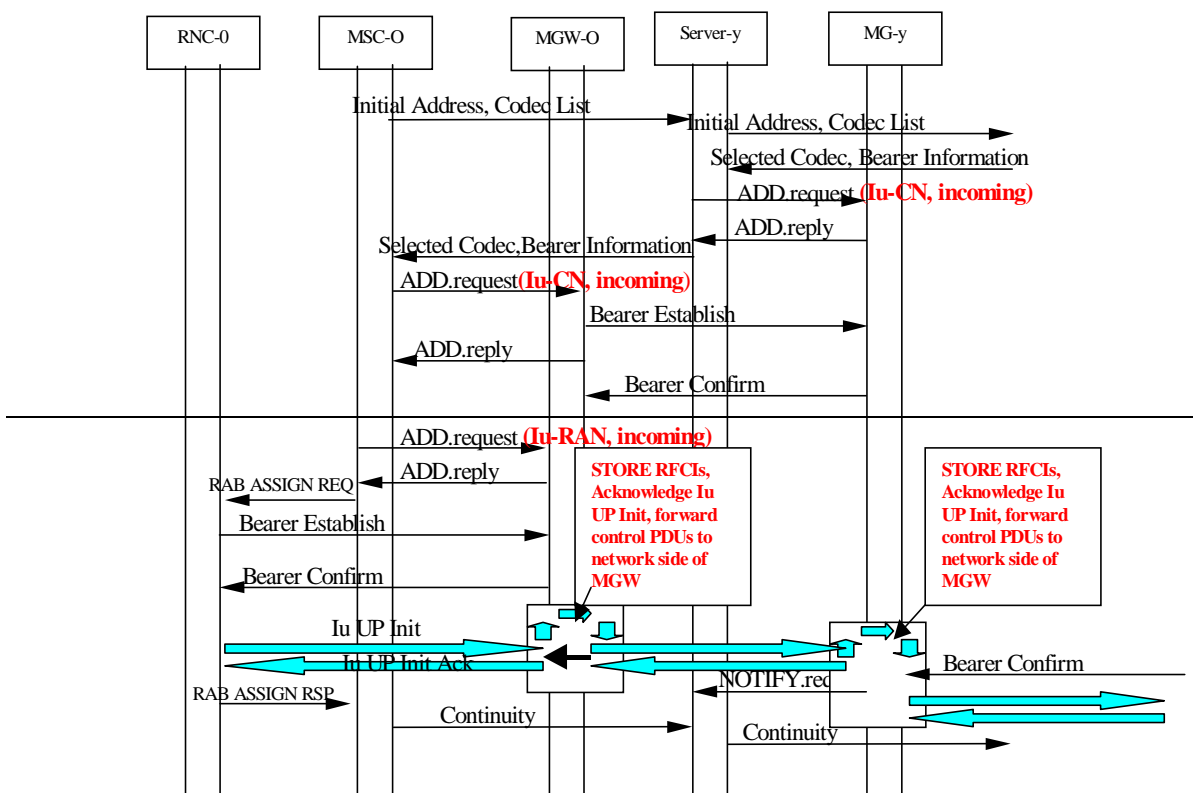 RNC-0
MSC-O
MGW-O
Server-y
MG-y
Initial Address, Codec List
Initial Address, Codec List
Selected Codec, Bearer Information
ADD.request (Iu-CN, incoming)
ADD.reply
Selected Codec,Bearer Information
ADD.request(Iu-CN, incoming)
Bearer Establish
ADD.reply
Bearer Confirm
ADD.request (Iu-RAN, incoming)
ADD.reply
RAB ASSIGN REQ
Bearer Establish
Bearer Confirm
STORE RFCIs,
Acknowledge Iu
UP Init, forward
control PDUs to
network side of
MGW
STORE RFCIs,
Acknowledge Iu
UP Init, forward
control PDUs to
network side of
MGW
Iu UP Init
Iu UP Init Ack
Bearer Confirm
NOTIFY.req
RAB ASSIGN RSP
Continuity
Continuity